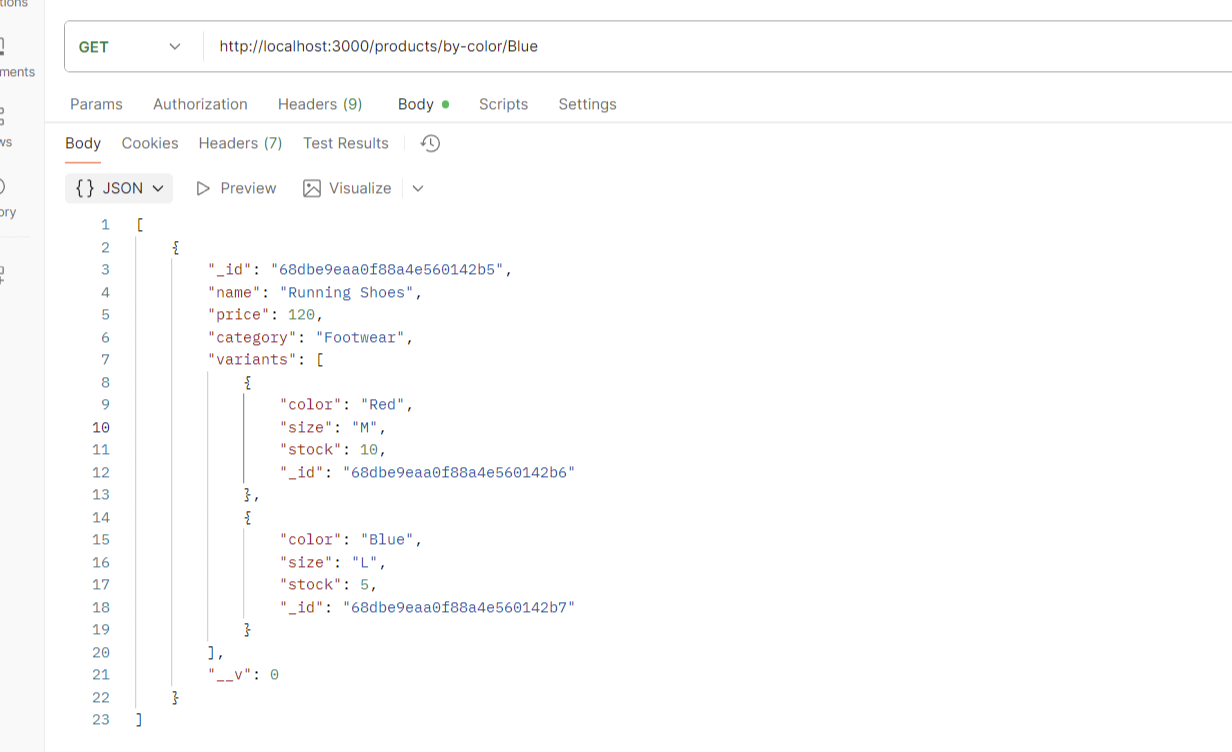 tions
GET http://localhost:3000/products/by-color/Blue
ments
Params Authorization Headers (9) Body Scripts Settings
ws
Body Cookies Headers (7) Test Results
{} JSON Preview Visualize
ory
1 [
2 {
3 "_id": "68dbe9eaa0f88a4e560142b5",
4 "name": "Running Shoes",
5 "price": 120,
6 "category": "Footwear",
7 "variants": [
8 {
9 "color": "Red",
10 "size": "M",
11 "stock": 10,
12 "_id": "68dbe9eaa0f88a4e560142b6"
13 },
14 {
15 "color": "Blue",
16 "size": "L",
17 "stock": 5,
18 "_id": "68dbe9eaa0f88a4e560142b7"
19 }
20 ],
21 "__v": 0
22 }
23 ]